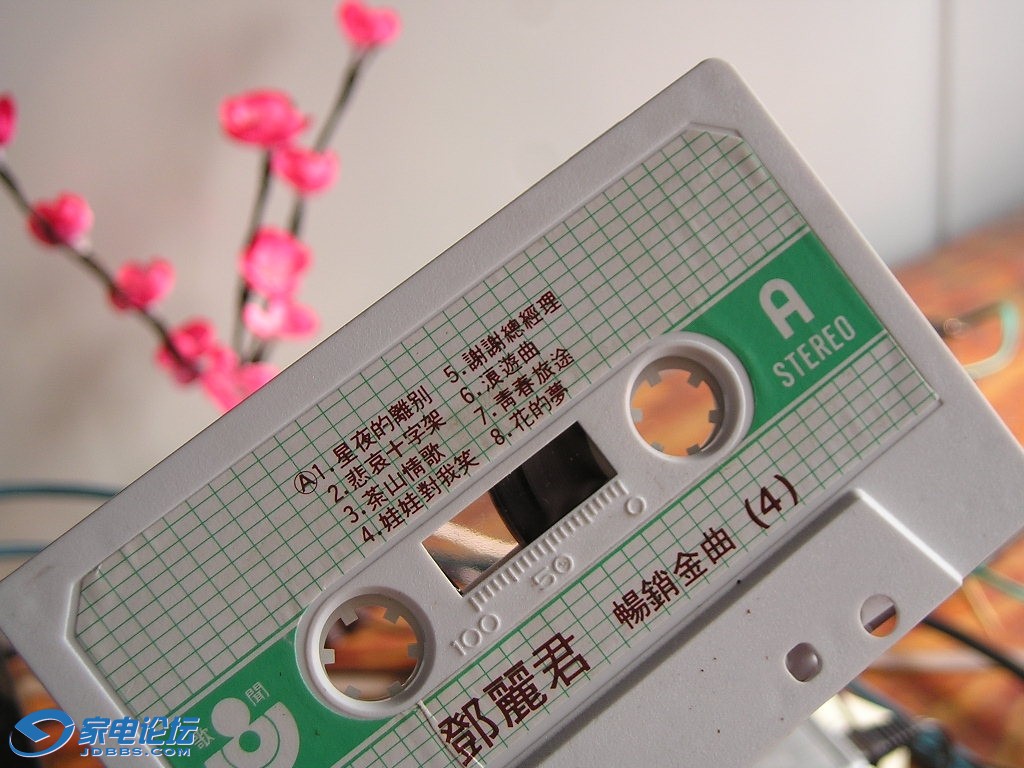 A
STEREO
Ⓐ1.星夜的離別
2.悲哀十字架
3.茶山情歌
4.娃娃對我笑
5.謝謝總經理
6.浪遊曲
7.青春旅途
8.花的夢
100 50 0
鄧麗君 暢銷金曲 (4)
歌 聞
家电论坛
JDBBS.COM